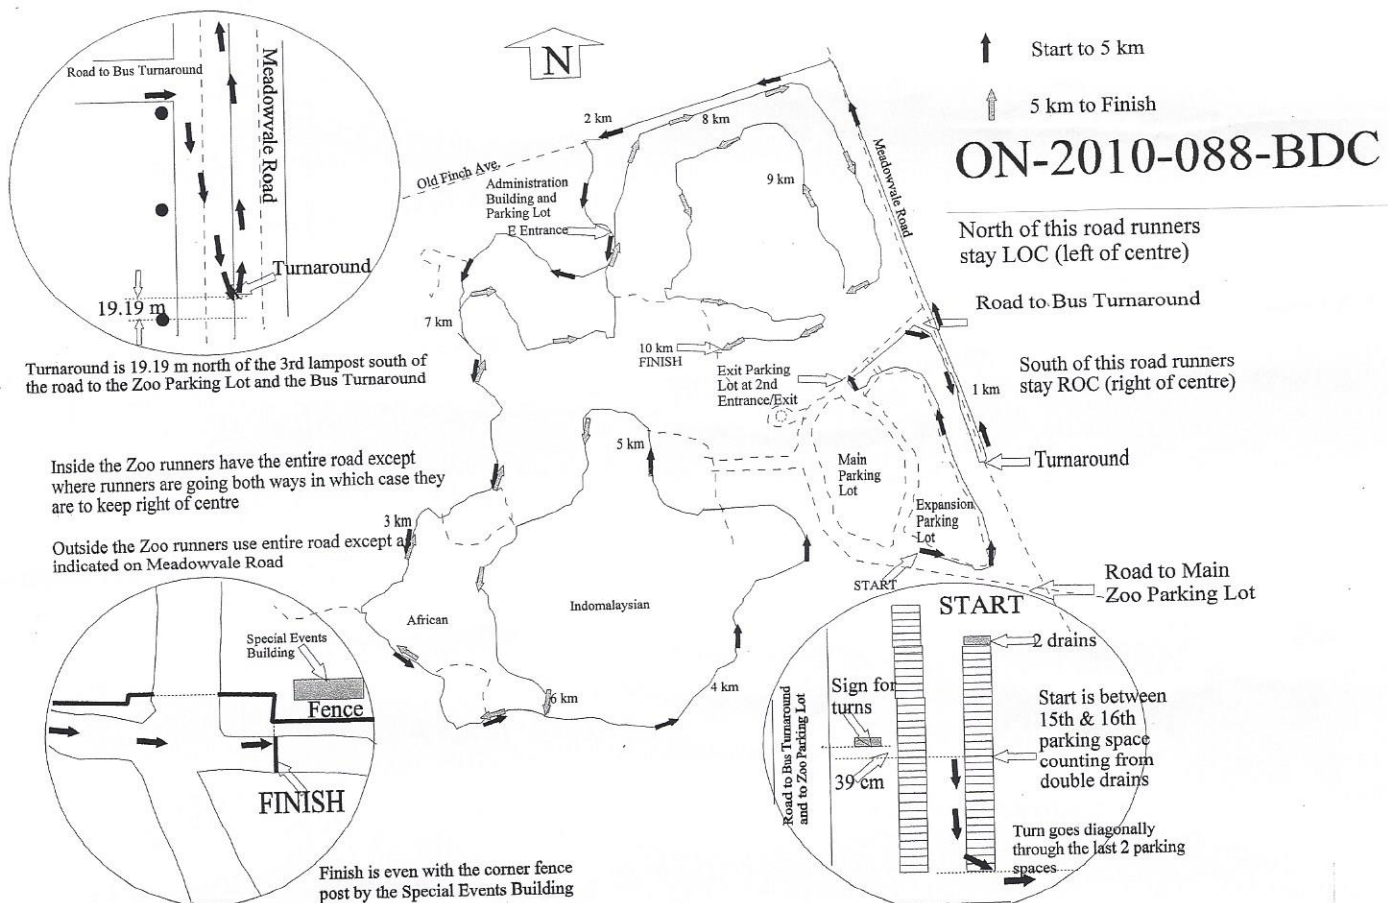 N
Start to 5 km
5 km to Finish
ON-2010-088-BDC
Road to Bus Turnaround
Meadowvale Road
Turnaround
19.19 m
Turnaround is 19.19 m north of the 3rd lampost south of
the road to the Zoo Parking Lot and the Bus Turnaround
2 km
8 km
Old Finch Ave.
Administration
Building and
Parking Lot
E Entrance
9 km
Meadowvale Road
North of this road runners
stay LOC (left of centre)
Road to Bus Turnaround
South of this road runners
stay ROC (right of centre)
1 km
Turnaround
7 km
10 km
FINISH
Exit Parking
Lot at 2nd
Entrance/Exit
5 km
Main
Parking
Lot
Expansion
Parking
Lot
START
Road to Main
Zoo Parking Lot
Inside the Zoo runners have the entire road except
where runners are going both ways in which case they
are to keep right of centre
Outside the Zoo runners use entire road except a
indicated on Meadowvale Road
3 km
African
Indomalaysian
4 km
6 km
Special Events
Building
Fence
FINISH
Finish is even with the corner fence
post by the Special Events Building
START
2 drains
Sign for
turns
39 cm
Road to Bus Turnaround
and to Zoo Parking Lot
Start is between
15th & 16th
parking space
counting from
double drains
Turn goes diagonally
through the last 2 parking
spaces